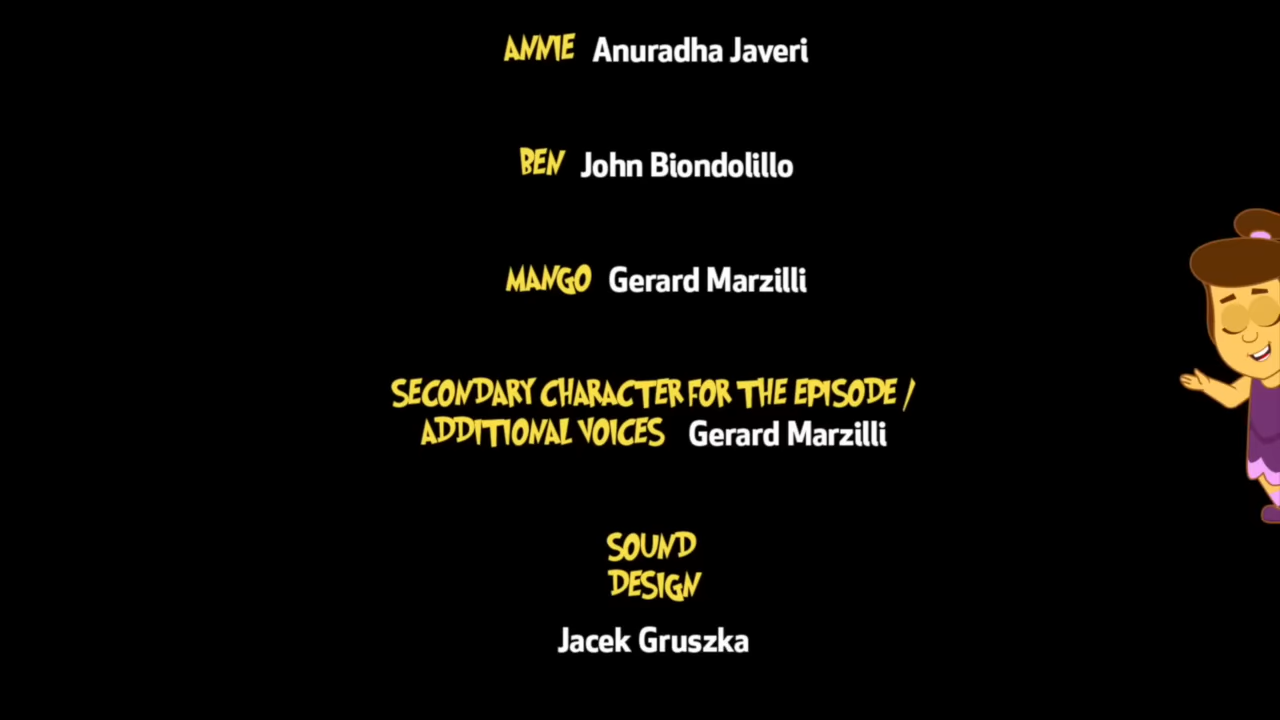 ANNIE Anuradha Javeri
BEN John Biondolillo
MANGO Gerard Marzilli
SECONDARY CHARACTER FOR THE EPISODE /
ADDITIONAL VOICES Gerard Marzilli
SOUND
DESIGN
Jacek Gruszka